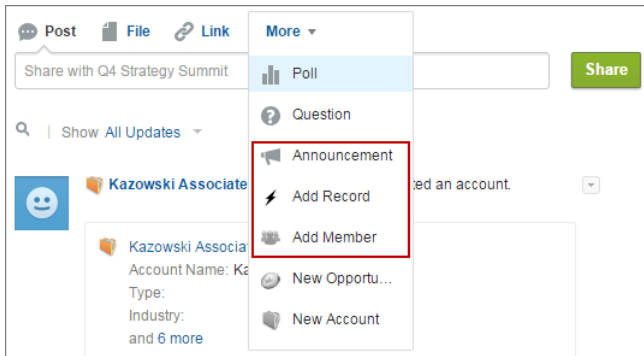 Post File Link More
Share with Q4 Strategy Summit
Share
Poll
Question
Show All Updates
Announcement
Kazowski Associate ted an account.
Add Record
Add Member
Kazowski Associa
Account Name: Ka
Type:
New Opportu...
Industry:
New Account
and 6 more